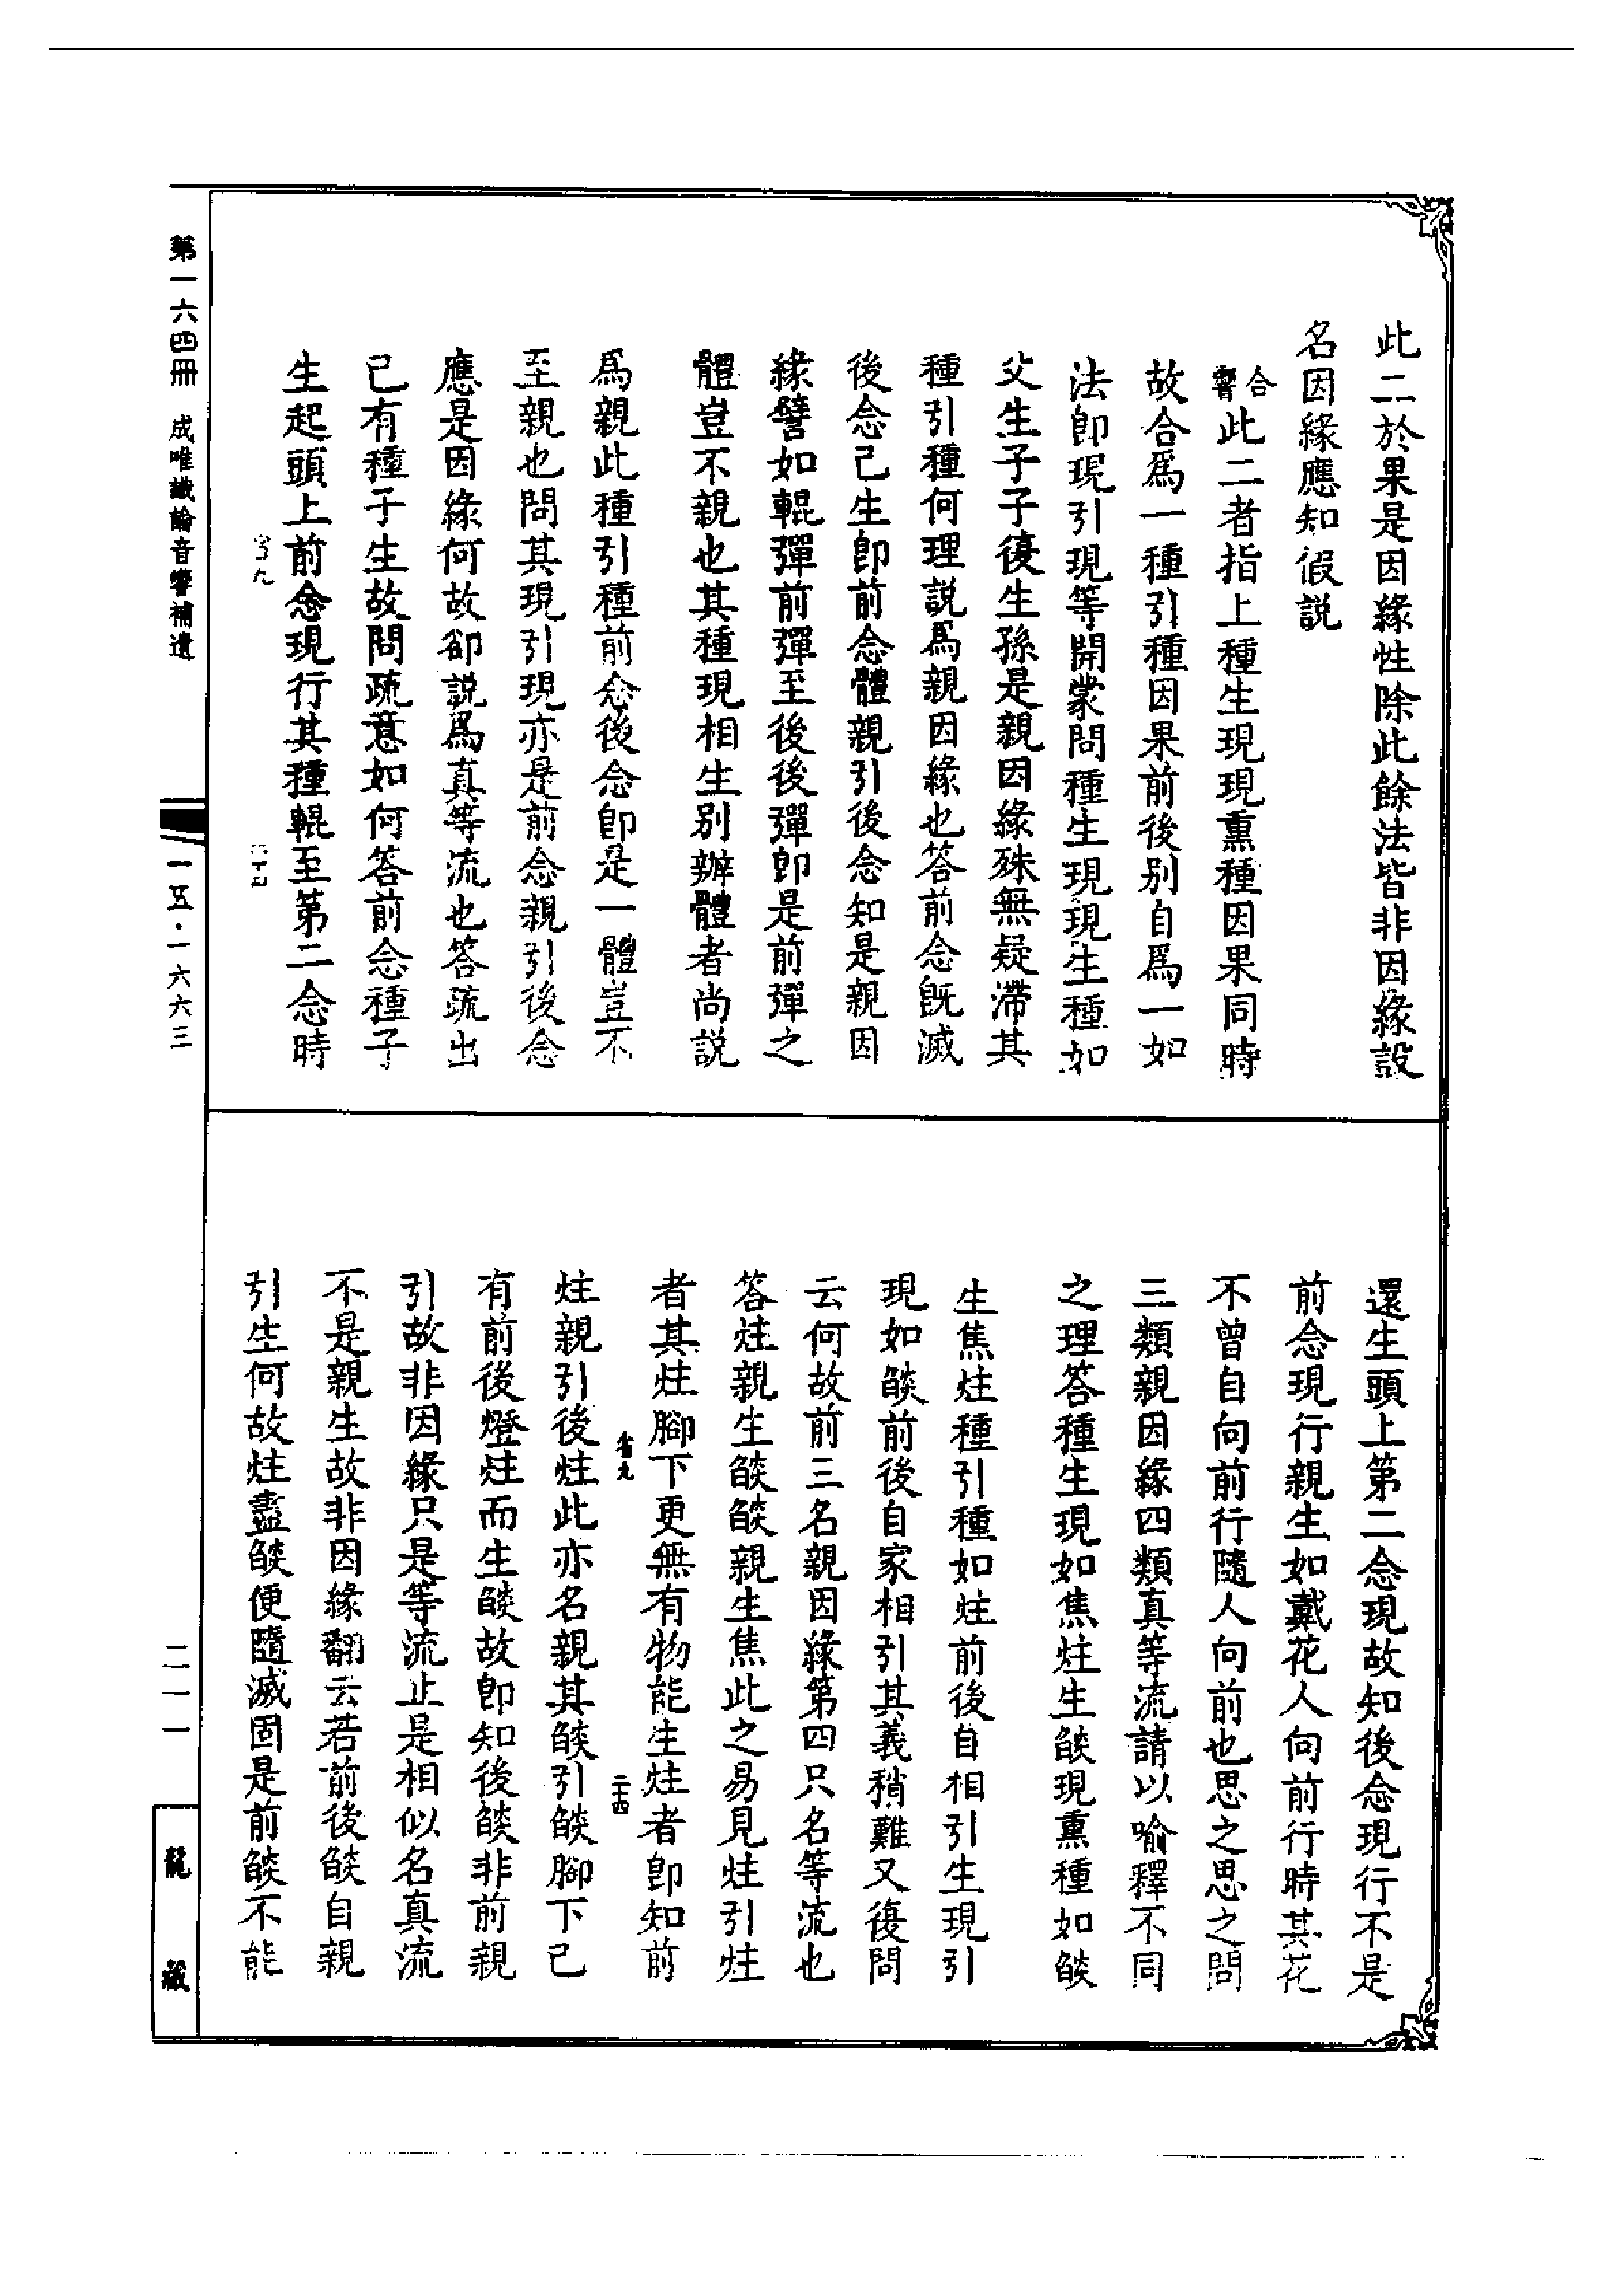 此二於果是因緣性除此餘法皆非因緣設
名因緣應知假說
合響此二者指上種生現現熏種因果同時
故合爲一種引種因果前後別自爲一如
法卽現引現等開蒙問種生現現生種如
父生子子復生孫是親因緣殊無疑滯其
種引種何理說爲親因緣也答前念旣滅
後念已生卽前念體親引後念知是親因
緣譬如輥彈前彈至後後彈卽是前彈之
體豈不親也其種現相生別辦體者尚說
爲親此種引種前念後念卽是一體豈不
至親也問其現引現亦是前念親引後念
應是因緣何故卻說爲真等流也答疏出
已有種子生故問疏意如何答前念種子
生起頭上前念現行其種輥至第二念時
還生頭上第二念現故知後念現行不是
前念現行親生如戴花人向前行時其花
不曾自向前行隨人向前也思之思之問
三類親因緣四類真等流請以喻釋不同
之理答種生現如焦炷生燄現熏種如燄
生焦炷種引種如炷前後自相引生現引
現如燄前後自家相引其義稍難又復問
云何故前三名親因緣第四只名等流也
答炷親生燄燄親生焦此之易見炷引炷
者其炷腳下更無有物能生炷者卽知前
炷親引後炷此亦名親其燄引燄腳下已
有前後燈炷而生燄故卽知後燄非前親
引故非因緣只是等流止是相似名真流
不是親生故非因緣翻云若前後燄自親
引生何故炷盡燄便隨滅固是前燄不能
第一六四冊 成唯識論音響補遺
一五·一六六三
二一一
龍藏